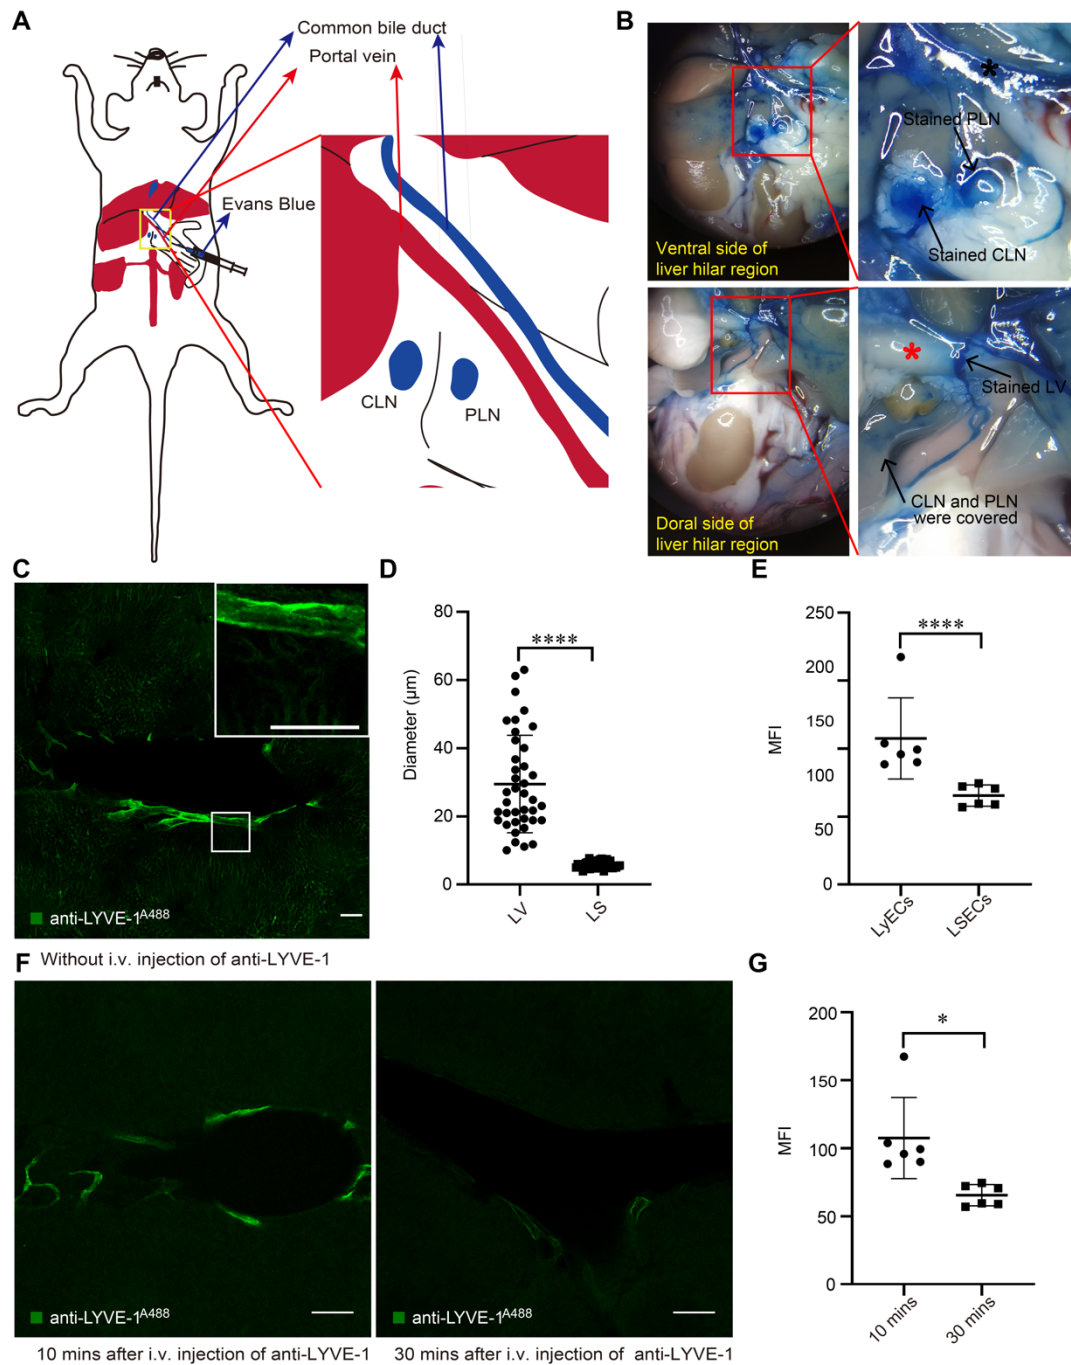 A
Common bile duct
Portal vein
Evans Blue
CLN
PLN
B
Stained PLN
Stained CLN
Ventral side of
liver hilar region
*
*
Stained LV
CLN and PLN
were covered
Doral side of
liver hilar region
C
anti-LYVE-1A488
Without i.v. injection of anti-LYVE-1
D
Diameter (μm)
80
60
40
20
0
****
LV
LS
E
MFI
250
200
150
100
50
0
****
LyECs
LSECs
F
anti-LYVE-1A488
10 mins after i.v. injection of anti-LYVE-1
anti-LYVE-1A488
30 mins after i.v. injection of anti-LYVE-1
G
MFI
200
150
100
50
0
*
10 mins
30 mins